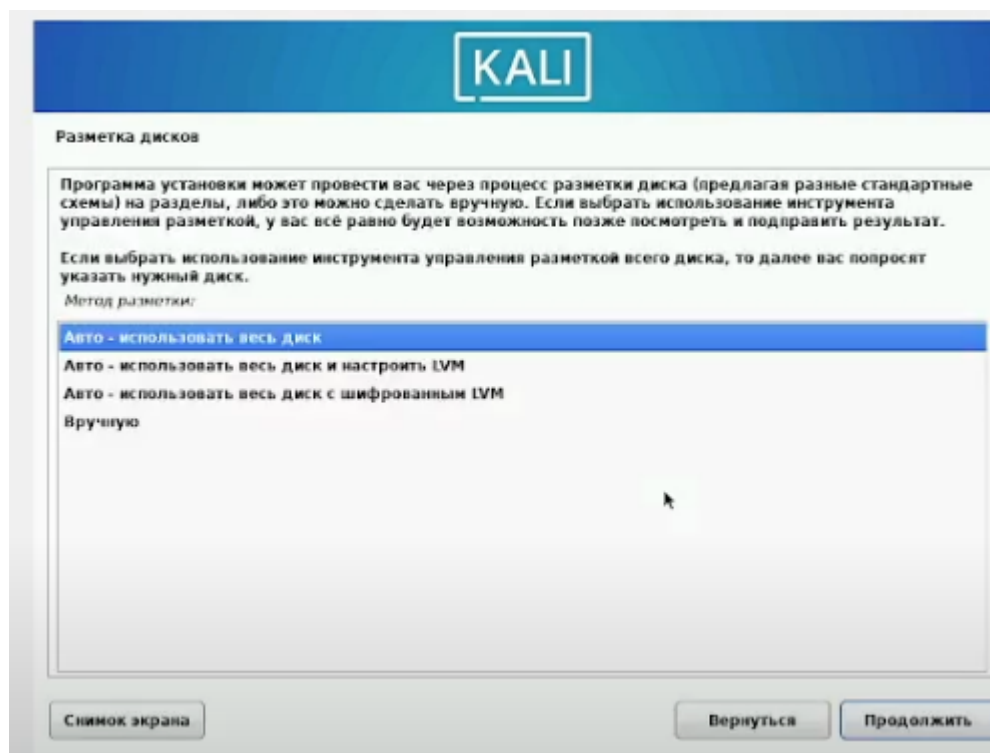 KALI
Разметка дисков
Программа установки может провести вас через процесс разметки диска (предлагая разные стандартные
схемы) на разделы, либо это можно сделать вручную. Если выбрать использование инструмента
управления разметкой, у вас всё равно будет возможность позже посмотреть и подправить результат.
Если выбрать использование инструмента управления разметкой всего диска, то далее вас попросят
указать нужный диск.
Метод разметки:
Авто - использовать весь диск
Авто - использовать весь диск и настроить LVM
Авто - использовать весь диск с шифрованным LVM
Вручную
Снимок экрана
Вернуться
Продолжить